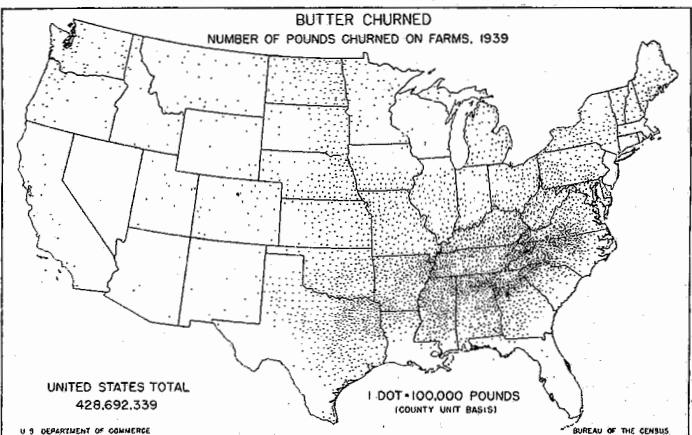 BUTTER CHURNED
NUMBER OF POUNDS CHURNED ON FARMS, 1939
UNITED STATES TOTAL
428,692,339
1 DOT=100,000 POUNDS
(COUNTY UNIT BASIS)
U S DEPARTMENT OF COMMERCE
BUREAU OF THE CENSUS